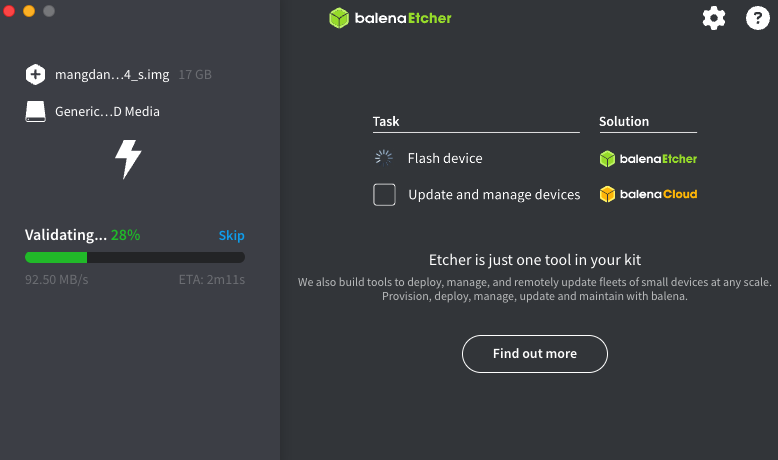 balenaEtcher
?
mangdan...4_s.img 17 GB
Generic...D Media
Validating... 28% Skip
92.50 MB/s ETA: 2m11s
Task Solution
Flash device balenaEtcher
Update and manage devices balenaCloud
Etcher is just one tool in your kit
We also build tools to deploy, manage, and remotely update fleets of small devices at any scale.
Provision, deploy, manage, update and maintain with balena.
Find out more